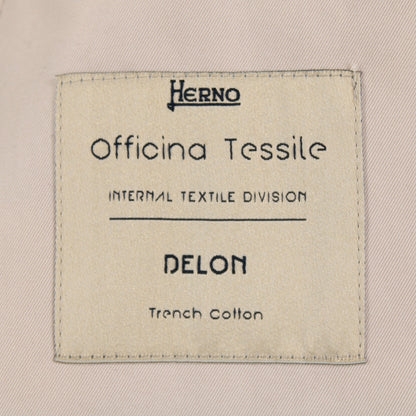 HERNO
Officina Tessile
INTERNAL TEXTILE DIVISION
DELON
Trench Cotton